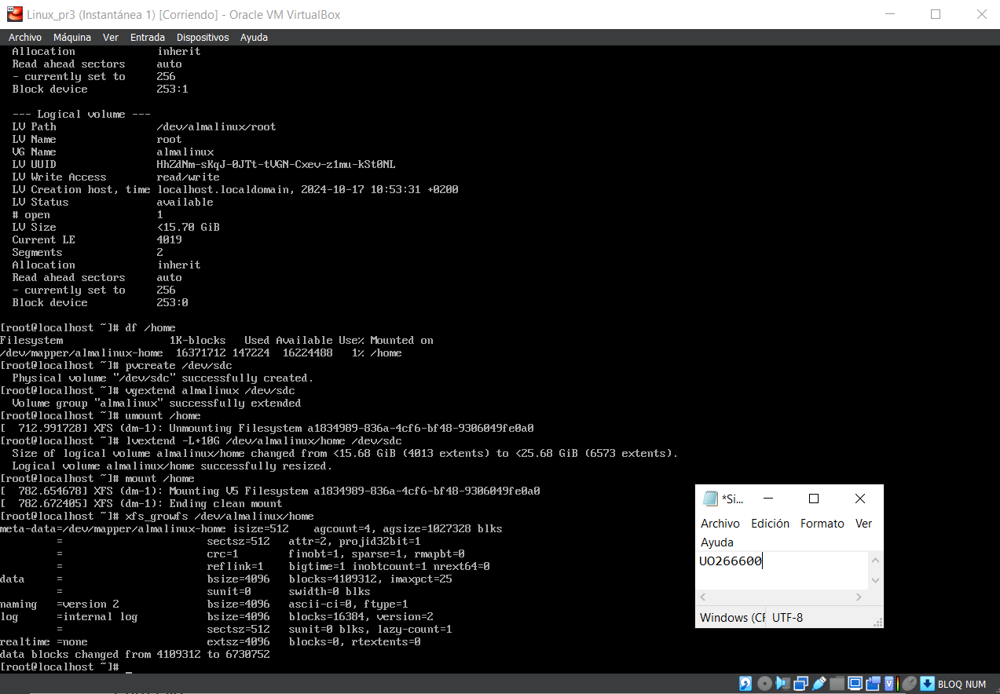 Linux_pr3 (Instantánea 1) [Corriendo] - Oracle VM VirtualBox
Archivo Máquina Ver Entrada Dispositivos Ayuda
Allocation inherit
Read ahead sectors auto
- currently set to 256
Block device 253:1
--- Logical volume ---
LV Path /dev/almalinux/root
LV Name root
VG Name almalinux
LV UUID HhZdNm-sKqJ-0JTt-tVGN-Cxev-z1mu-kSt0NL
LV Write Access read/write
LV Creation host, time localhost.localdomain, 2024-10-17 10:53:31 +0200
LV Status available
# open 1
LV Size <15.70 GiB
Current LE 4019
Segments 2
Allocation inherit
Read ahead sectors auto
- currently set to 256
Block device 253:0
[root@localhost ~]# df /home
Filesystem 1K-blocks Used Available Use% Mounted on
/dev/mapper/almalinux-home 16371712 147224 16224488 1% /home
[root@localhost ~]# pvcreate /dev/sdc
Physical volume "/dev/sdc" successfully created.
[root@localhost ~]# vgextend almalinux /dev/sdc
Volume group "almalinux" successfully extended
[root@localhost ~]# umount /home
[ 712.991728] XFS (dm-1): Unmounting Filesystem a1834989-836a-4cf6-bf48-9306049fe0a0
[root@localhost ~]# lvextend -L+10G /dev/almalinux/home /dev/sdc
Size of logical volume almalinux/home changed from <15.68 GiB (4013 extents) to <25.68 GiB (6573 extents).
Logical volume almalinux/home successfully resized.
[root@localhost ~]# mount /home
[ 782.654678] XFS (dm-1): Mounting V5 Filesystem a1834989-836a-4cf6-bf48-9306049fe0a0
[ 782.672405] XFS (dm-1): Ending clean mount
[root@localhost ~]# xfs_growfs /dev/almalinux/home
meta-data=/dev/mapper/almalinux-home isize=512 agcount=4, agsize=1027328 blks
= sectsz=512 attr=2, projid32bit=1
= crc=1 finobt=1, sparse=1, rmapbt=0
= reflink=1 bigtime=1 inobtcount=1 nrext64=0
data = bsize=4096 blocks=4109312, imaxpct=25
= sunit=0 swidth=0 blks
naming =version 2 bsize=4096 ascii-ci=0, ftype=1
log =internal log bsize=4096 blocks=16384, version=2
= sectsz=512 sunit=0 blks, lazy-count=1
realtime =none extsz=4096 blocks=0, rtextents=0
data blocks changed from 4109312 to 6730752
[root@localhost ~]# _
*Si...
Archivo Edición Formato Ver
Ayuda
UO266600
Windows (CF UTF-8
BLOQ NUM